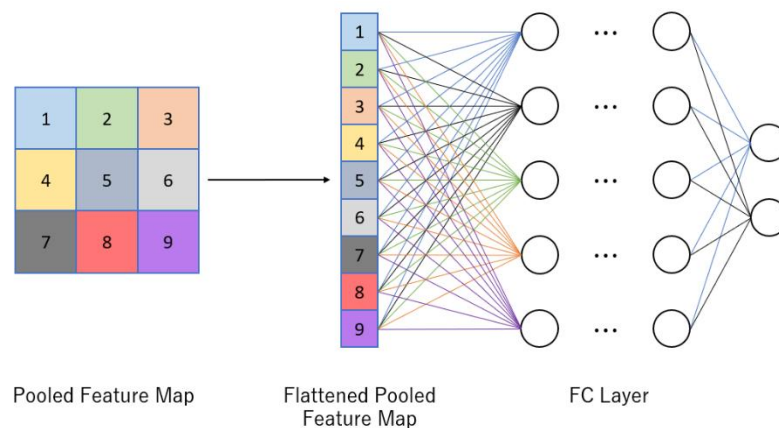 1 2 3
4 5 6
7 8 9
1
2
3
4
5
6
7
8
9
...
...
...
...
...
Pooled Feature Map
Flattened Pooled
Feature Map
FC Layer